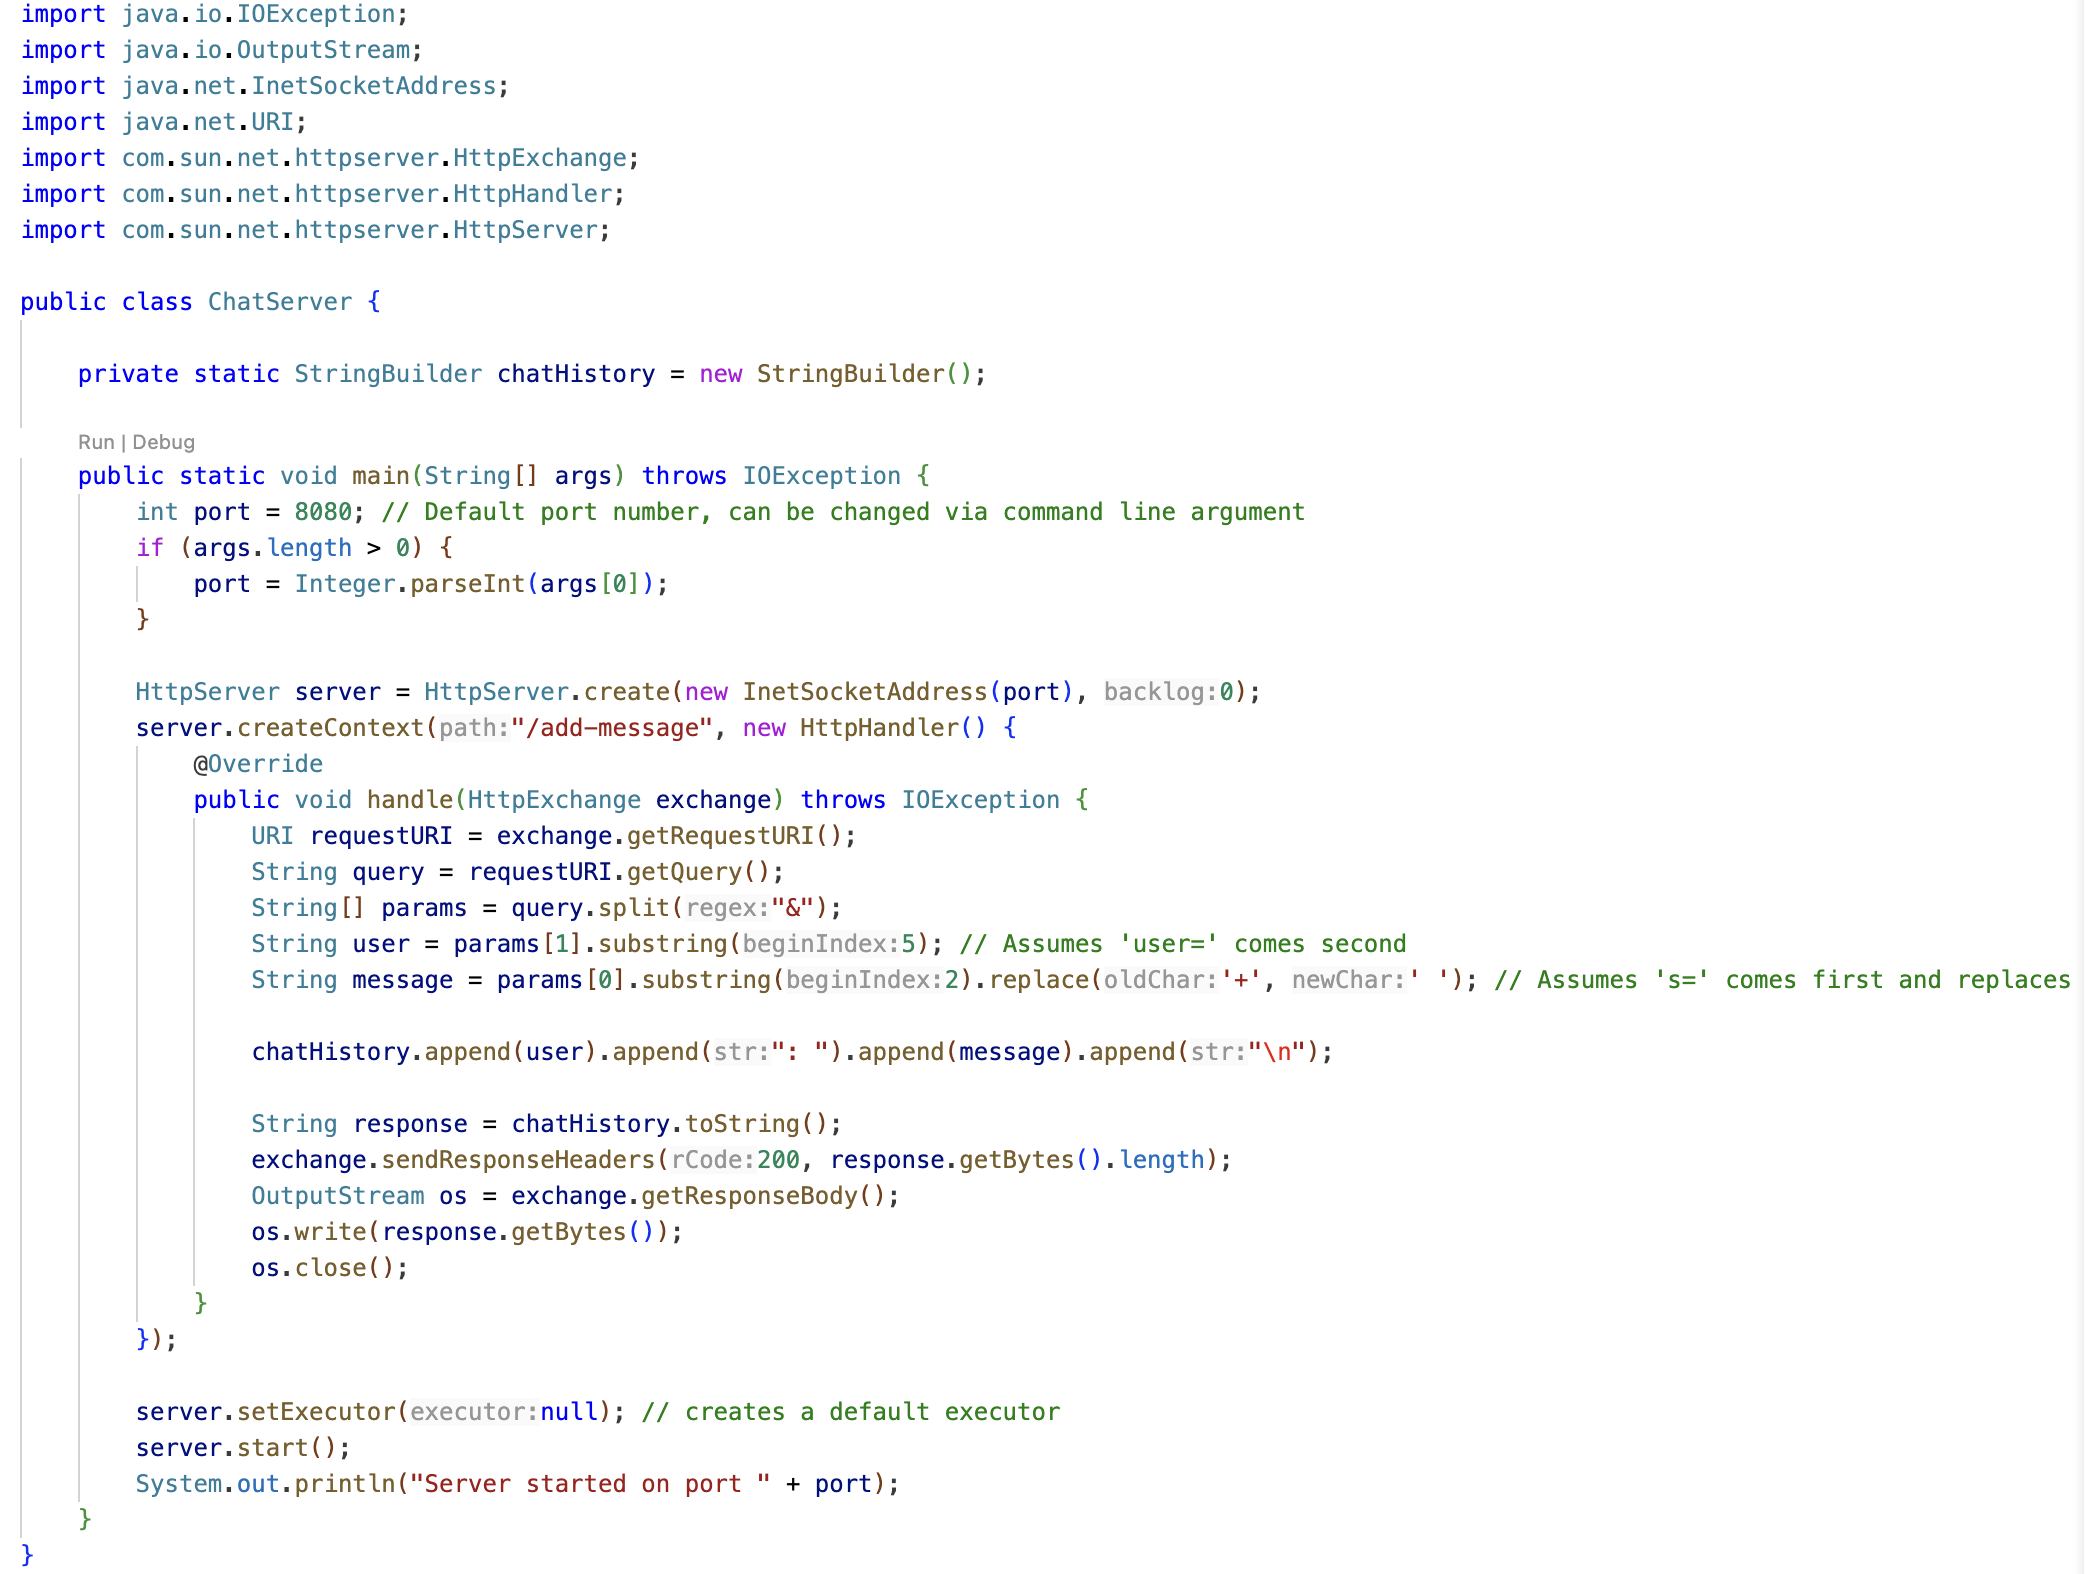 import java.io.IOException;
import java.io.OutputStream;
import java.net.InetSocketAddress;
import java.net.URI;
import com.sun.net.httpserver.HttpExchange;
import com.sun.net.httpserver.HttpHandler;
import com.sun.net.httpserver.HttpServer;

public class ChatServer {

    private static StringBuilder chatHistory = new StringBuilder();

    Run | Debug
    public static void main(String[] args) throws IOException {
        int port = 8080; // Default port number, can be changed via command line argument
        if (args.length > 0) {
            port = Integer.parseInt(args[0]);
        }

        HttpServer server = HttpServer.create(new InetSocketAddress(port), backlog:0);
        server.createContext(path:"/add-message", new HttpHandler() {
            @Override
            public void handle(HttpExchange exchange) throws IOException {
                URI requestURI = exchange.getRequestURI();
                String query = requestURI.getQuery();
                String[] params = query.split(regex:"&");
                String user = params[1].substring(beginIndex:5); // Assumes 'user=' comes second
                String message = params[0].substring(beginIndex:2).replace(oldChar:'+', newChar:' '); // Assumes 's=' comes first and replaces

                chatHistory.append(user).append(str:": ").append(message).append(str:"\n");

                String response = chatHistory.toString();
                exchange.sendResponseHeaders(rCode:200, response.getBytes().length);
                OutputStream os = exchange.getResponseBody();
                os.write(response.getBytes());
                os.close();
            }
        });

        server.setExecutor(executor:null); // creates a default executor
        server.start();
        System.out.println("Server started on port " + port);
    }
}